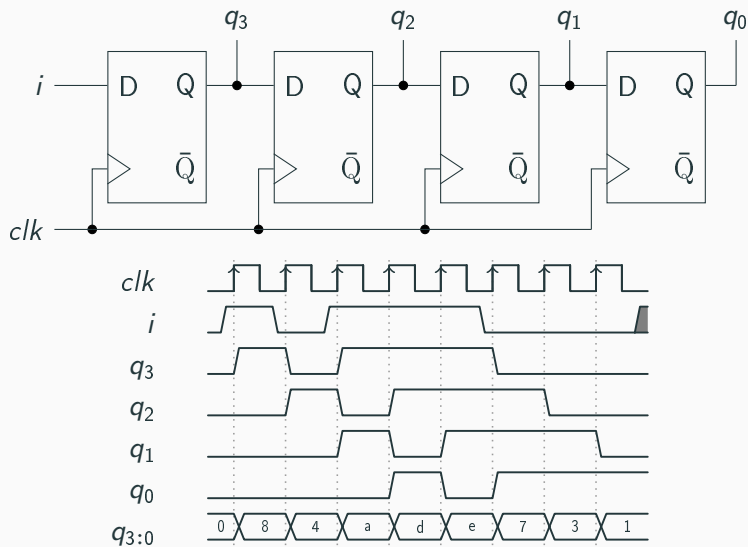 q3 q2 q1 q0
i D Q D Q D Q D Q
Q̄ Q̄ Q̄ Q̄
clk
clk
i
q3
q2
q1
q0
q3:0 0 8 4 a d e 7 3 1